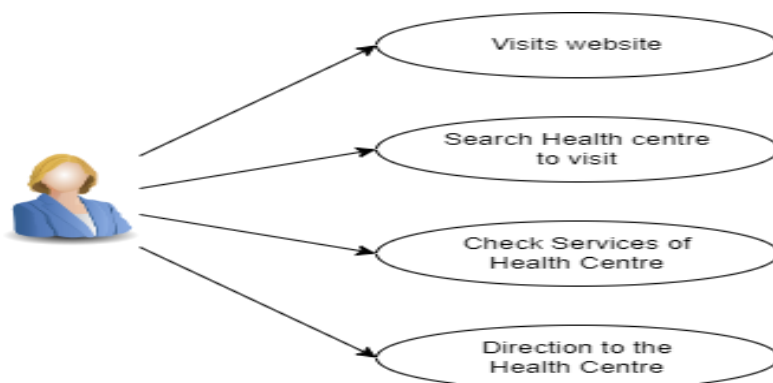 Visits website
Search Health centre
to visit
Check Services of
Health Centre
Direction to the
Health Centre